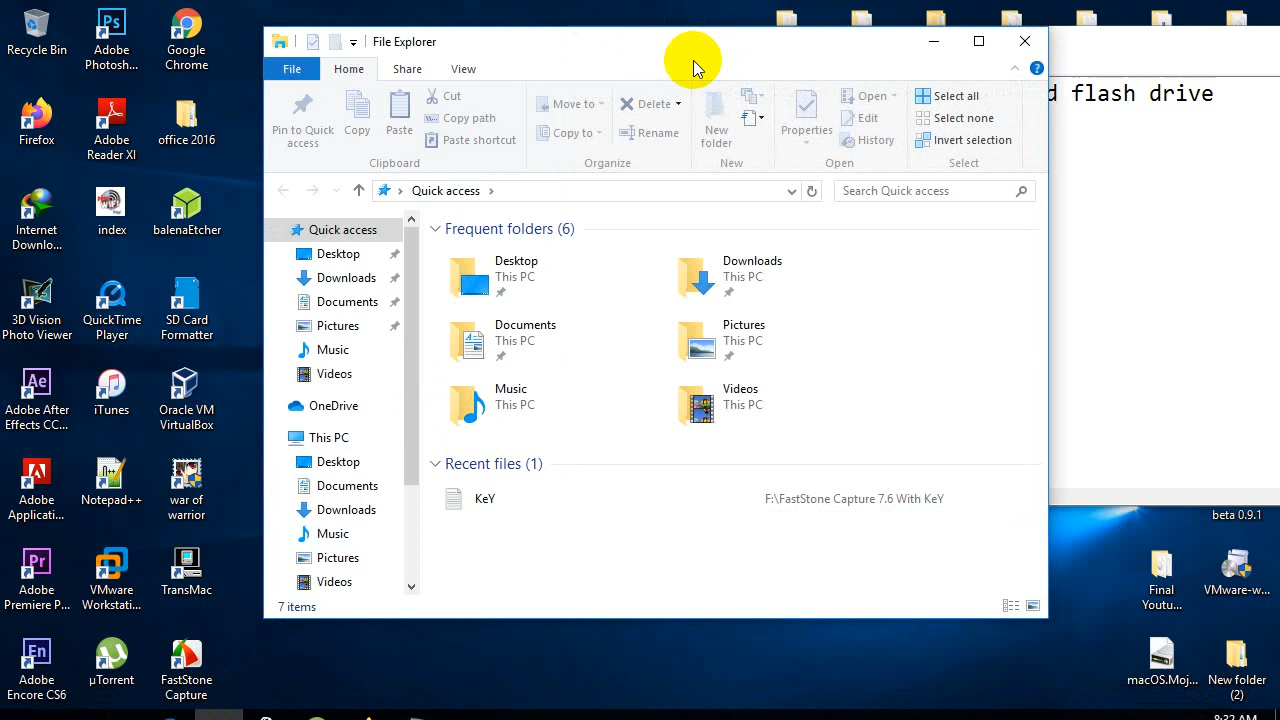 Recycle Bin
Adobe
Photosh...
Google
Chrome
Firefox
Adobe
Reader XI
office 2016
Internet
Downlo...
index
balenaEtcher
3D Vision
Photo Viewer
QuickTime
Player
SD Card
Formatter
Adobe After
Effects CC...
iTunes
Oracle VM
VirtualBox
Adobe
Applicati...
Notepad++
war of
warrior
Adobe
Premiere P...
VMware
Workstati...
TransMac
Adobe
Encore CS6
µTorrent
FastStone
Capture
File Explorer
File
Home
Share
View
Pin to Quick
access
Copy
Paste
Cut
Copy path
Paste shortcut
Clipboard
Move to
Copy to
Delete
Rename
Organize
New
folder
New
Properties
Open
Edit
History
Open
Select all
Select none
Invert selection
Select
Quick access
Search Quick access
Quick access
Desktop
Downloads
Documents
Pictures
Music
Videos
OneDrive
This PC
Desktop
Documents
Downloads
Music
Pictures
Videos
Frequent folders (6)
Desktop
This PC
Downloads
This PC
Documents
This PC
Pictures
This PC
Music
This PC
Videos
This PC
Recent files (1)
KeY
F:\FastStone Capture 7.6 With KeY
7 items
d flash drive
beta 0.9.1
Final
Youtu...
VMware-w...
macOS.Moj...
New folder
(2)
8:32 AM